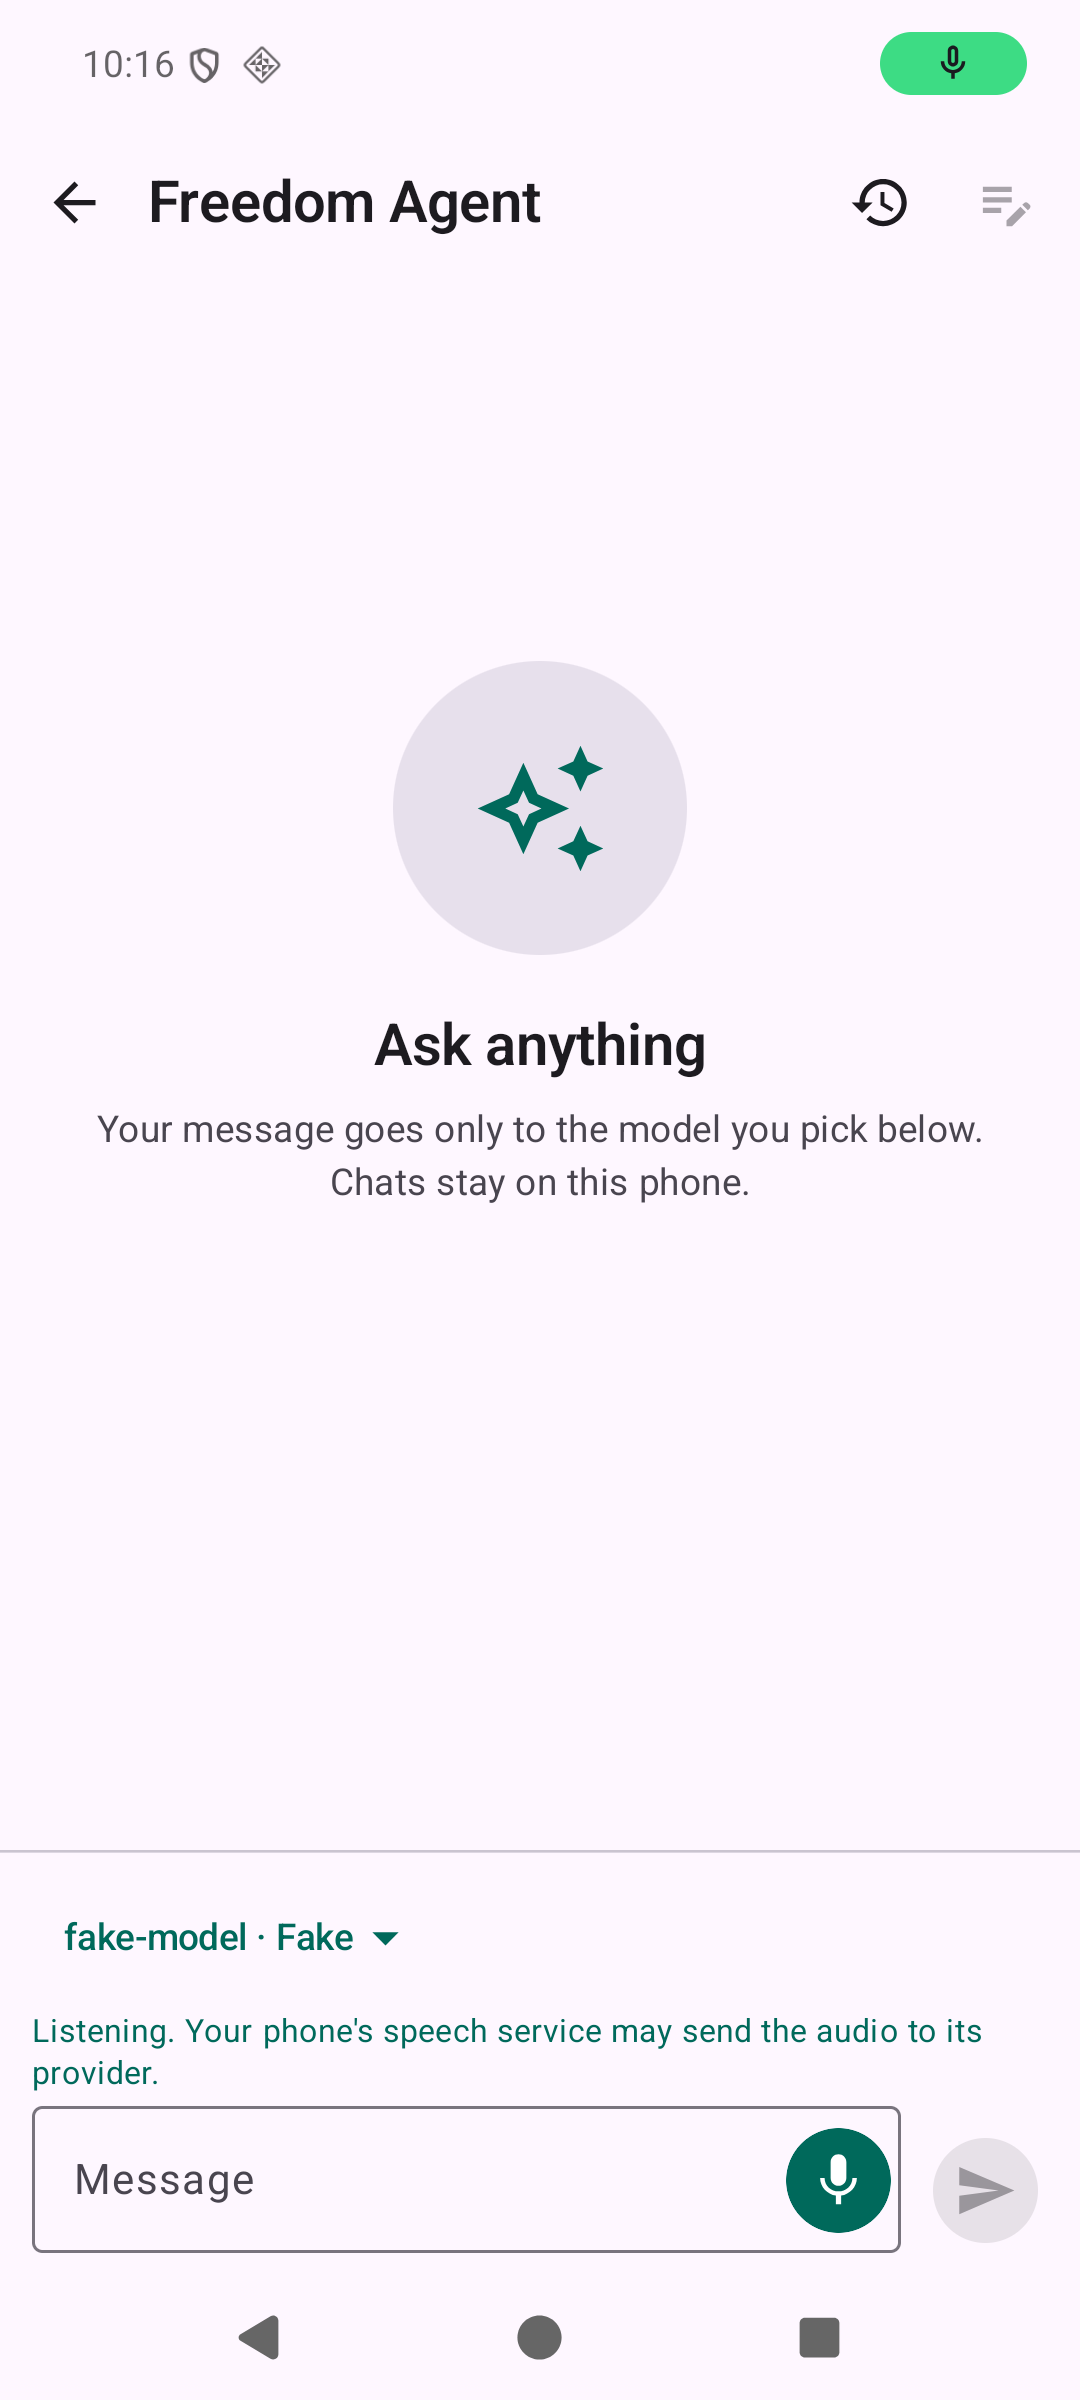 10:16
Freedom Agent
Ask anything
Your message goes only to the model you pick below.
Chats stay on this phone.
fake-model · Fake
Listening. Your phone's speech service may send the audio to its
provider.
Message